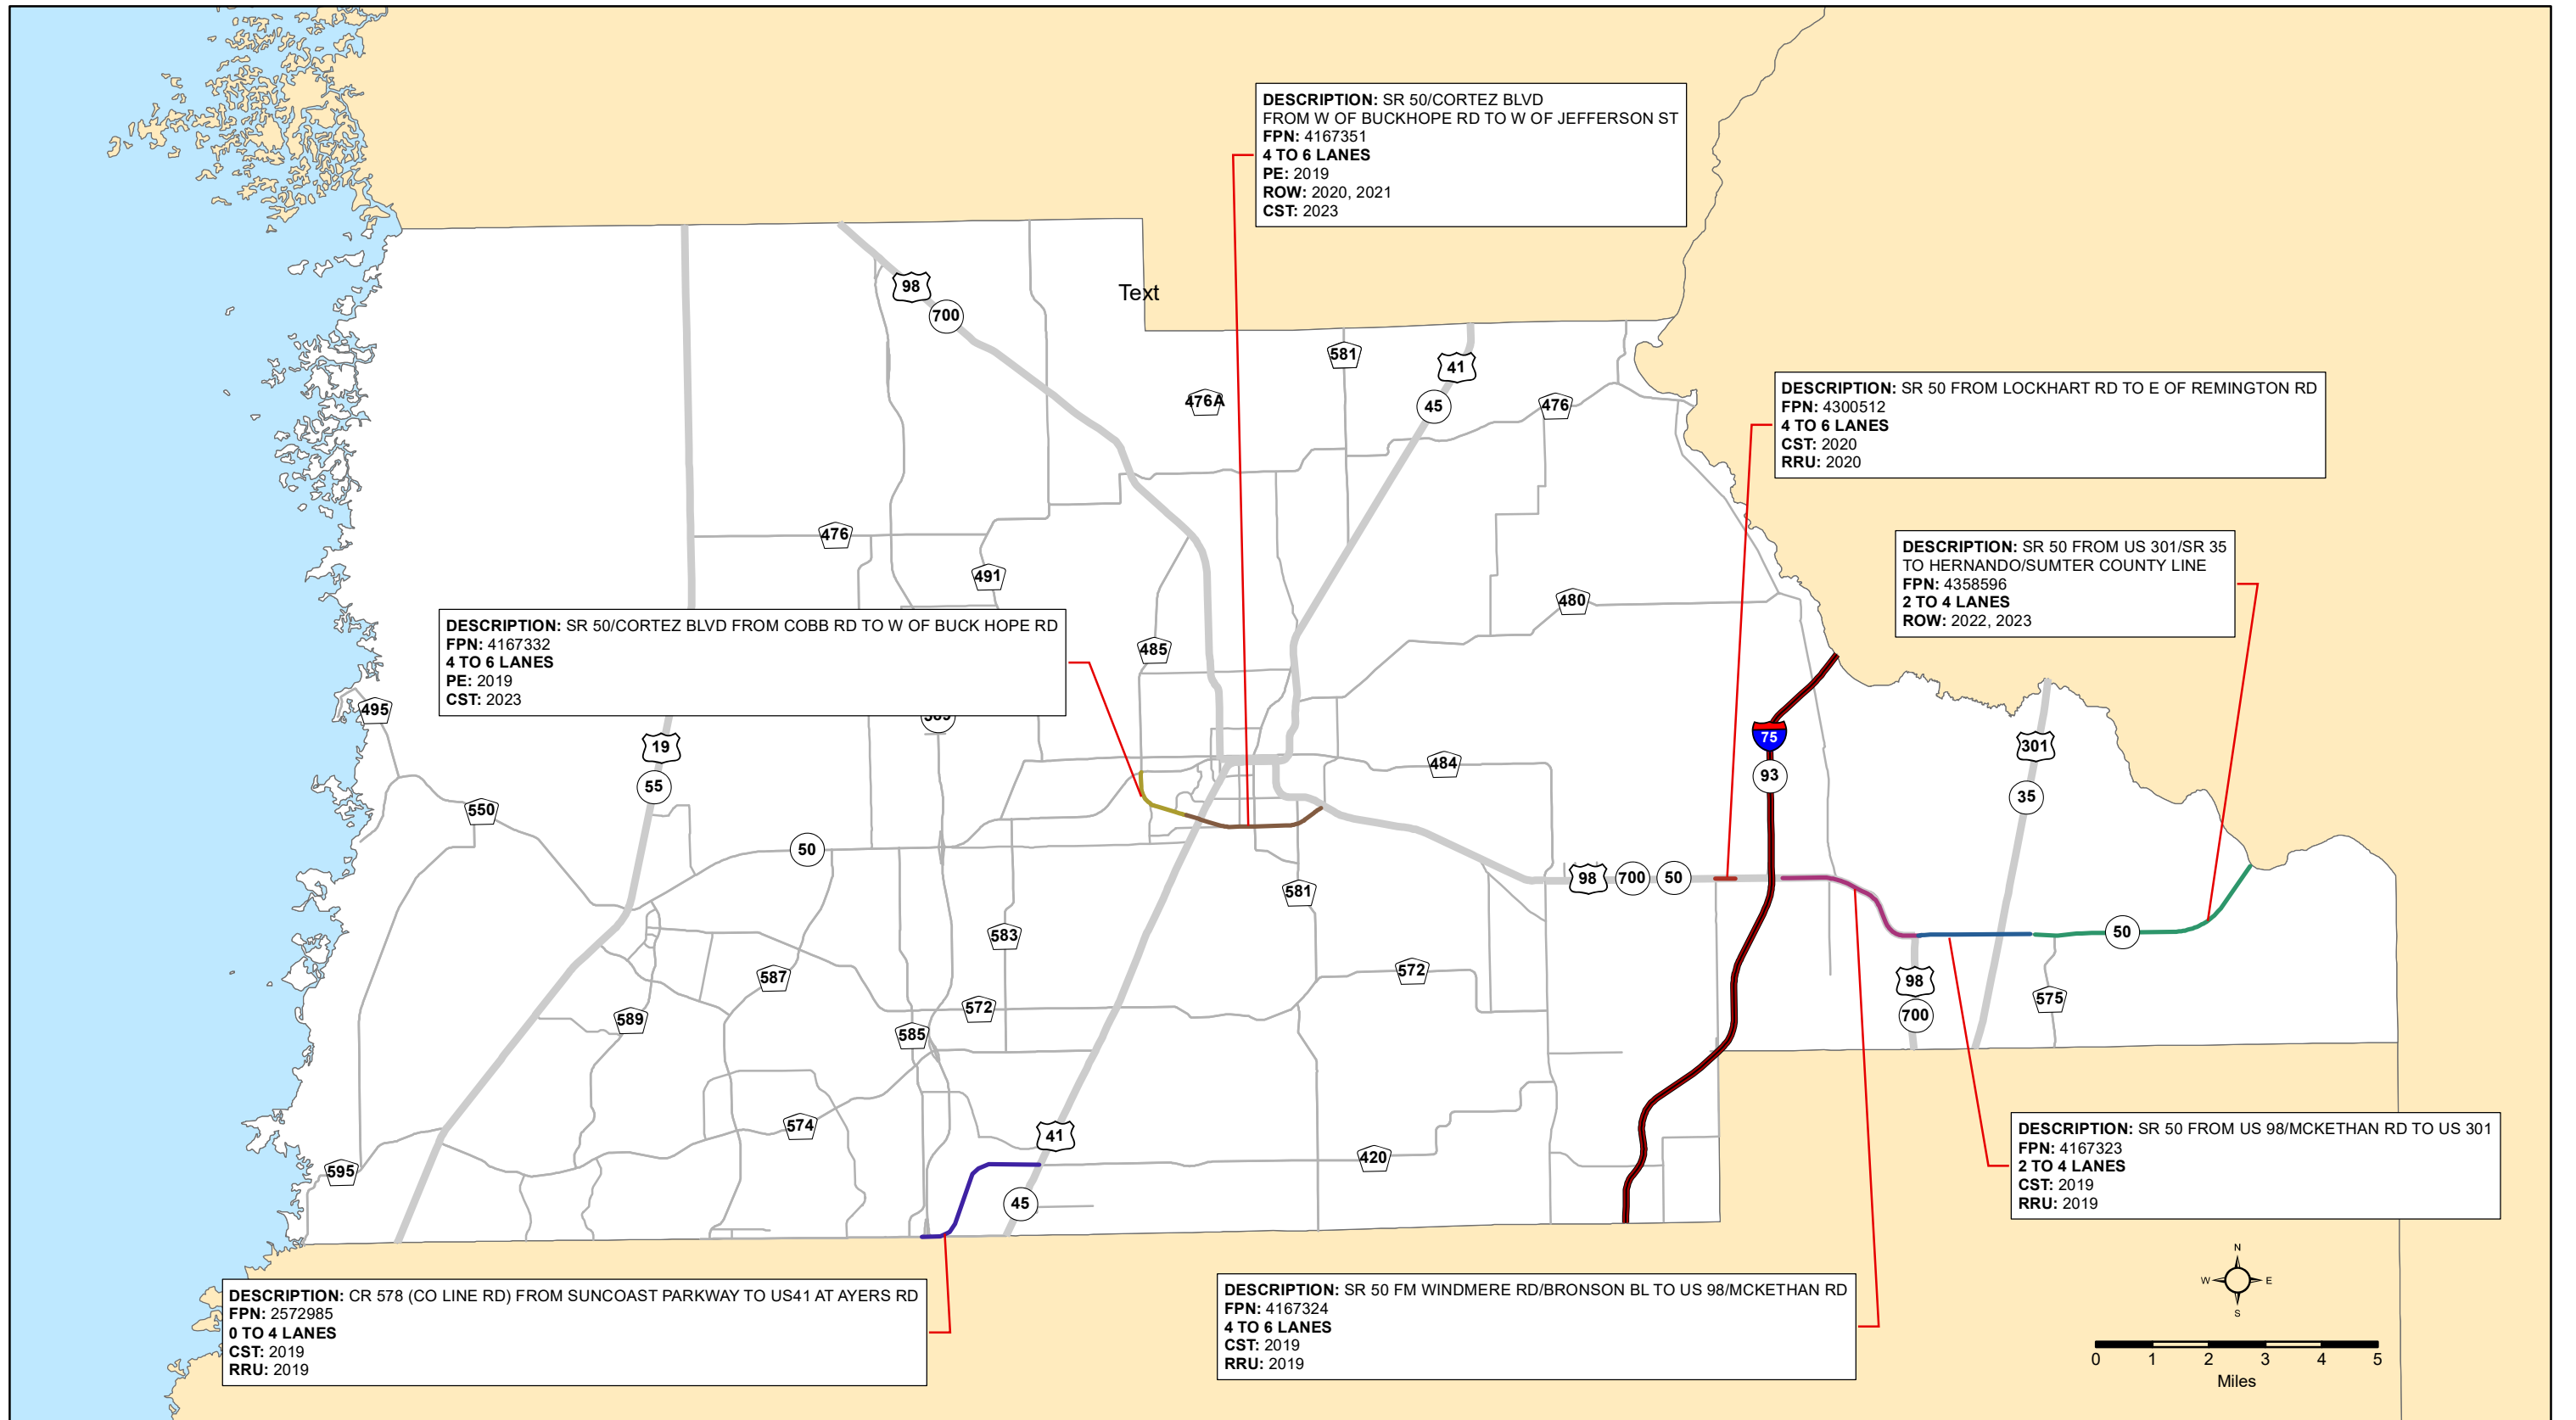 DESCRIPTION: SR 50/CORTEZ BLVD
FROM W OF BUCKHOPE RD TO W OF JEFFERSON ST
FPN: 4167351
4 TO 6 LANES
PE: 2019
ROW: 2020, 2021
CST: 2023
98
700
Text
581
41
45
476A
476
DESCRIPTION: SR 50 FROM LOCKHART RD TO E OF REMINGTON RD
FPN: 4300512
4 TO 6 LANES
CST: 2020
RRU: 2020
476
491
480
DESCRIPTION: SR 50 FROM US 301/SR 35
TO HERNANDO/SUMTER COUNTY LINE
FPN: 4358596
2 TO 4 LANES
ROW: 2022, 2023
DESCRIPTION: SR 50/CORTEZ BLVD FROM COBB RD TO W OF BUCK HOPE RD
FPN: 4167332
4 TO 6 LANES
PE: 2019
CST: 2023
485
495
19
55
550
50
484
75
93
301
35
98
700
50
581
583
587
572
572
589
585
50
98
700
575
574
41
420
595
45
DESCRIPTION: SR 50 FROM US 98/MCKETHAN RD TO US 301
FPN: 4167323
2 TO 4 LANES
CST: 2019
RRU: 2019
DESCRIPTION: CR 578 (CO LINE RD) FROM SUNCOAST PARKWAY TO US41 AT AYERS RD
FPN: 2572985
0 TO 4 LANES
CST: 2019
RRU: 2019
DESCRIPTION: SR 50 FM WINDMERE RD/BRONSON BL TO US 98/MCKETHAN RD
FPN: 4167324
4 TO 6 LANES
CST: 2019
RRU: 2019
N
W E
S
0 1 2 3 4 5
Miles